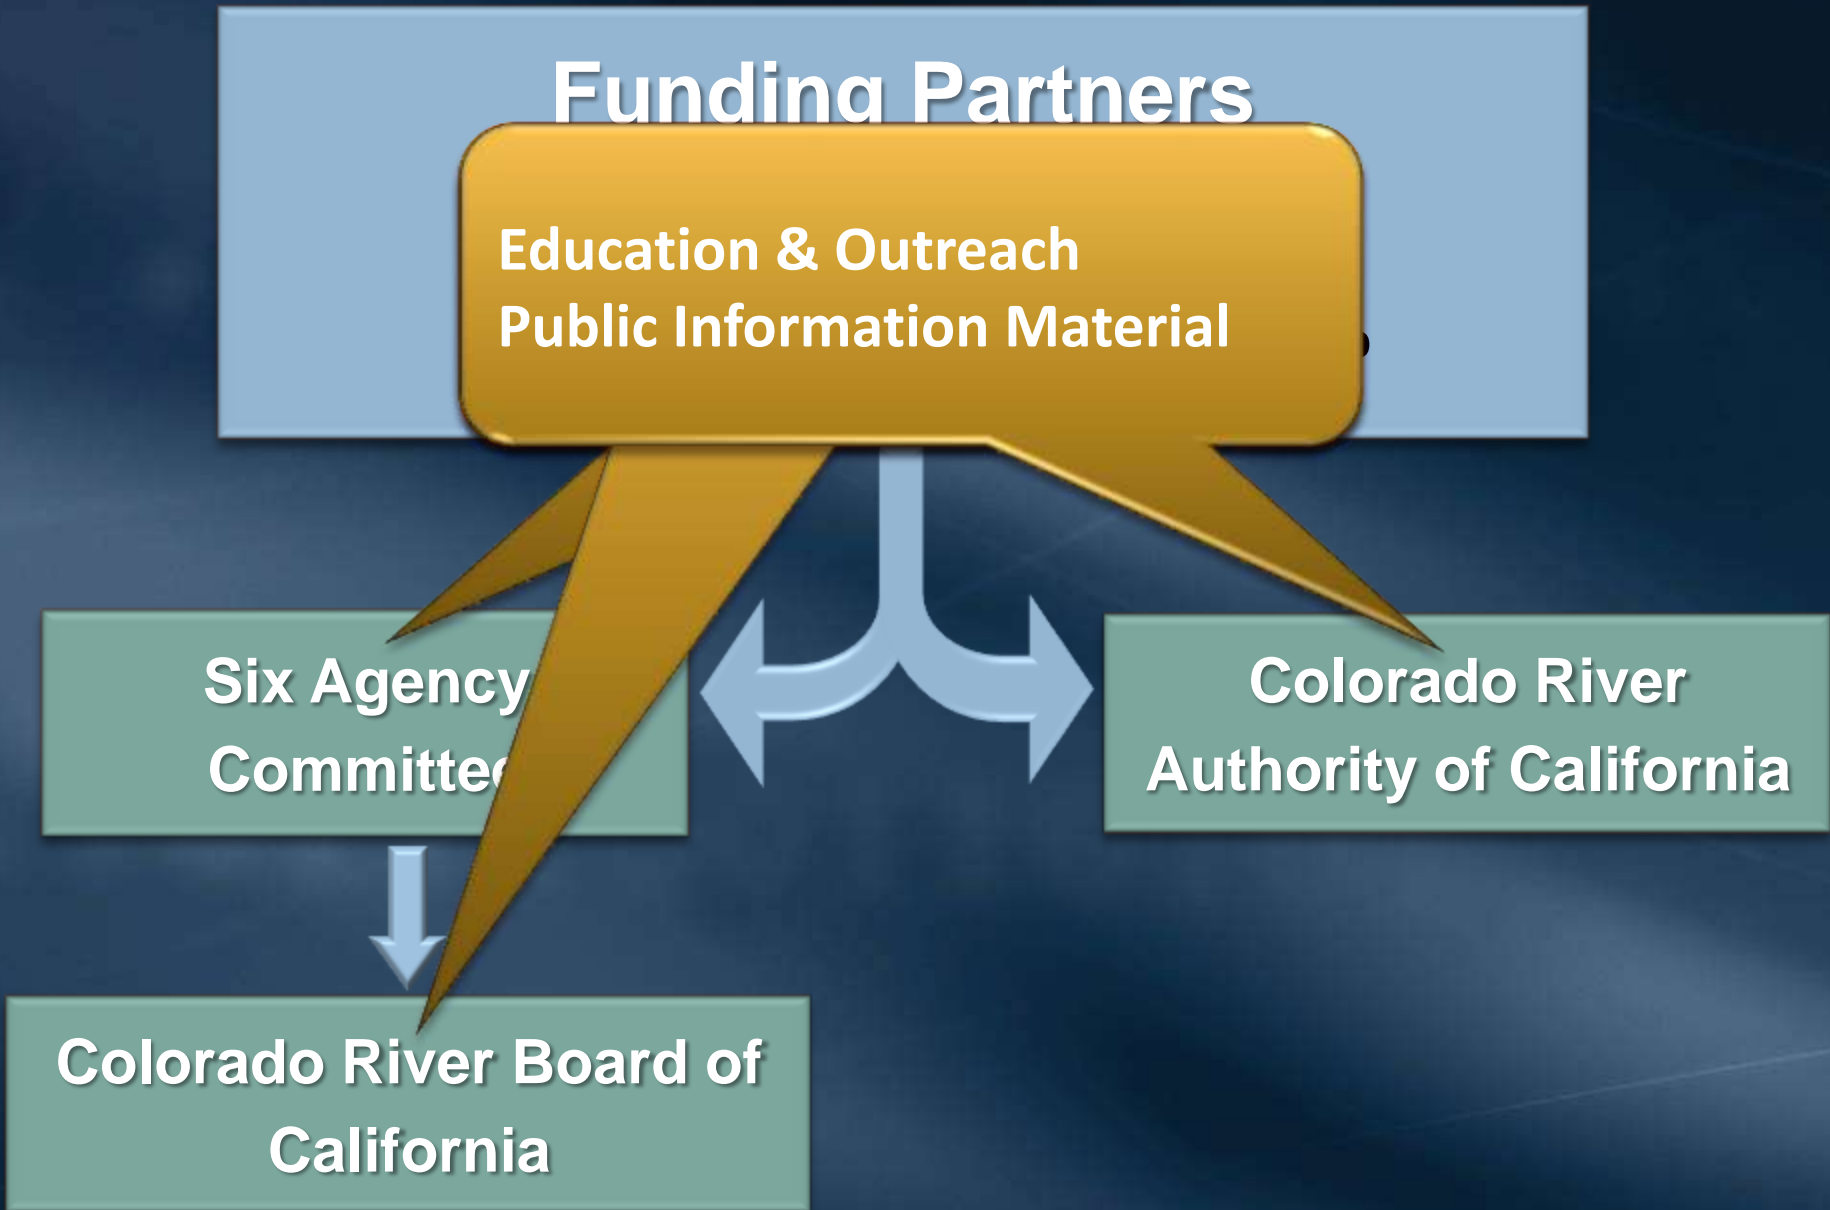 Funding Partners
Education & Outreach
Public Information Material
Six Agency
Committee
Colorado River
Authority of California
Colorado River Board of
California